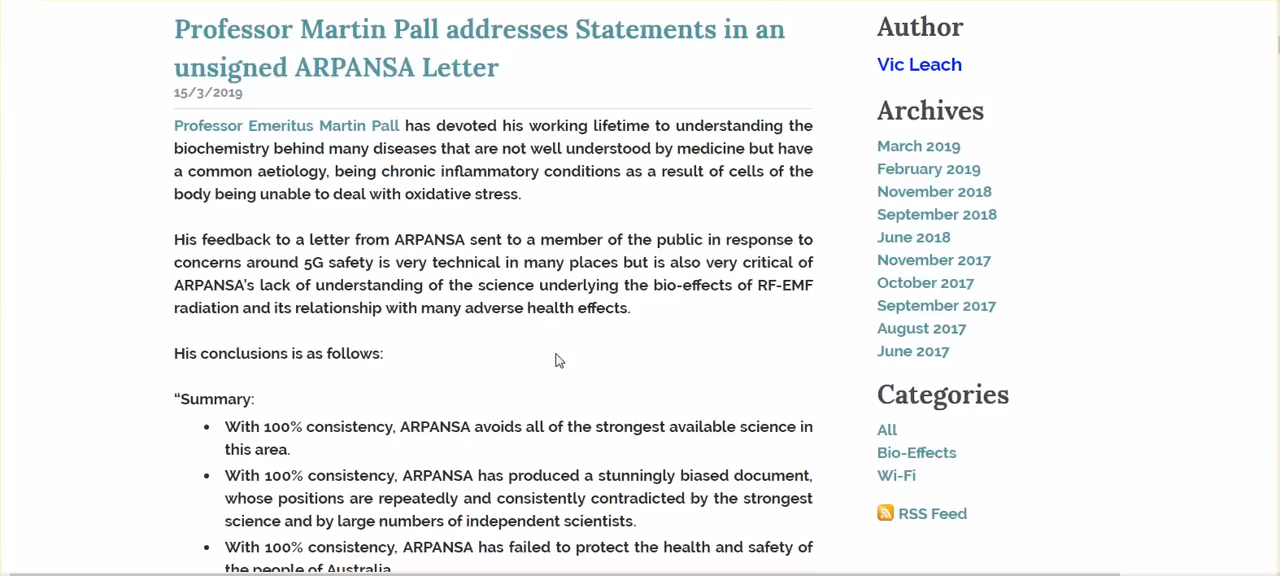 Professor Martin Pall addresses Statements in an
unsigned ARPANSA Letter
15/3/2019
Professor Emeritus Martin Pall has devoted his working lifetime to understanding the
biochemistry behind many diseases that are not well understood by medicine but have
a common aetiology, being chronic inflammatory conditions as a result of cells of the
body being unable to deal with oxidative stress.
His feedback to a letter from ARPANSA sent to a member of the public in response to
concerns around 5G safety is very technical in many places but is also very critical of
ARPANSA's lack of understanding of the science underlying the bio-effects of RF-EMF
radiation and its relationship with many adverse health effects.
His conclusions is as follows:
“Summary:
• With 100% consistency, ARPANSA avoids all of the strongest available science in
this area.
• With 100% consistency, ARPANSA has produced a stunningly biased document,
whose positions are repeatedly and consistently contradicted by the strongest
science and by large numbers of independent scientists.
• With 100% consistency, ARPANSA has failed to protect the health and safety of
the people of Australia
Author
Vic Leach
Archives
March 2019
February 2019
November 2018
September 2018
June 2018
November 2017
October 2017
September 2017
August 2017
June 2017
Categories
All
Bio-Effects
Wi-Fi
RSS Feed